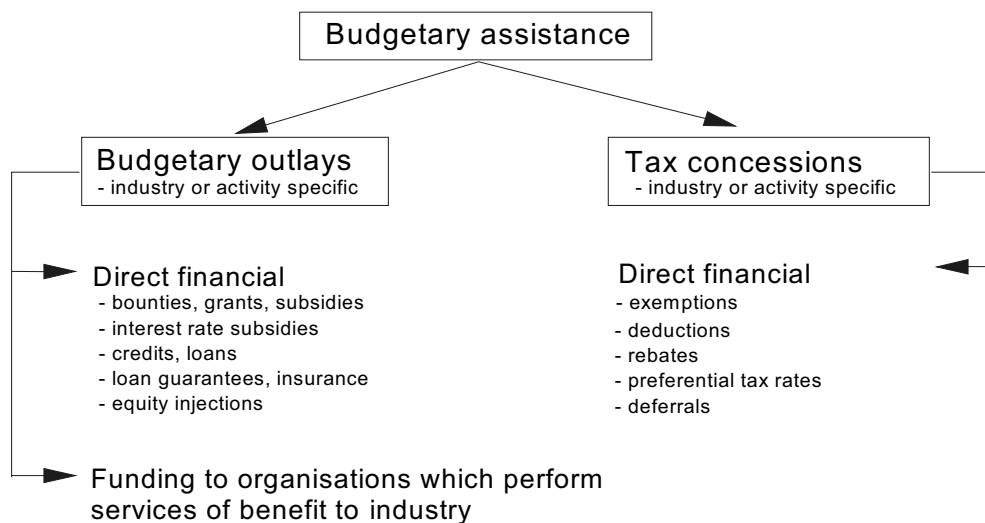 Budgetary assistance
Budgetary outlays
- industry or activity specific
Tax concessions
- industry or activity specific
Direct financial
- bounties, grants, subsidies
- interest rate subsidies
- credits, loans
- loan guarantees, insurance
- equity injections
Direct financial
- exemptions
- deductions
- rebates
- preferential tax rates
- deferrals
Funding to organisations which perform
services of benefit to industry